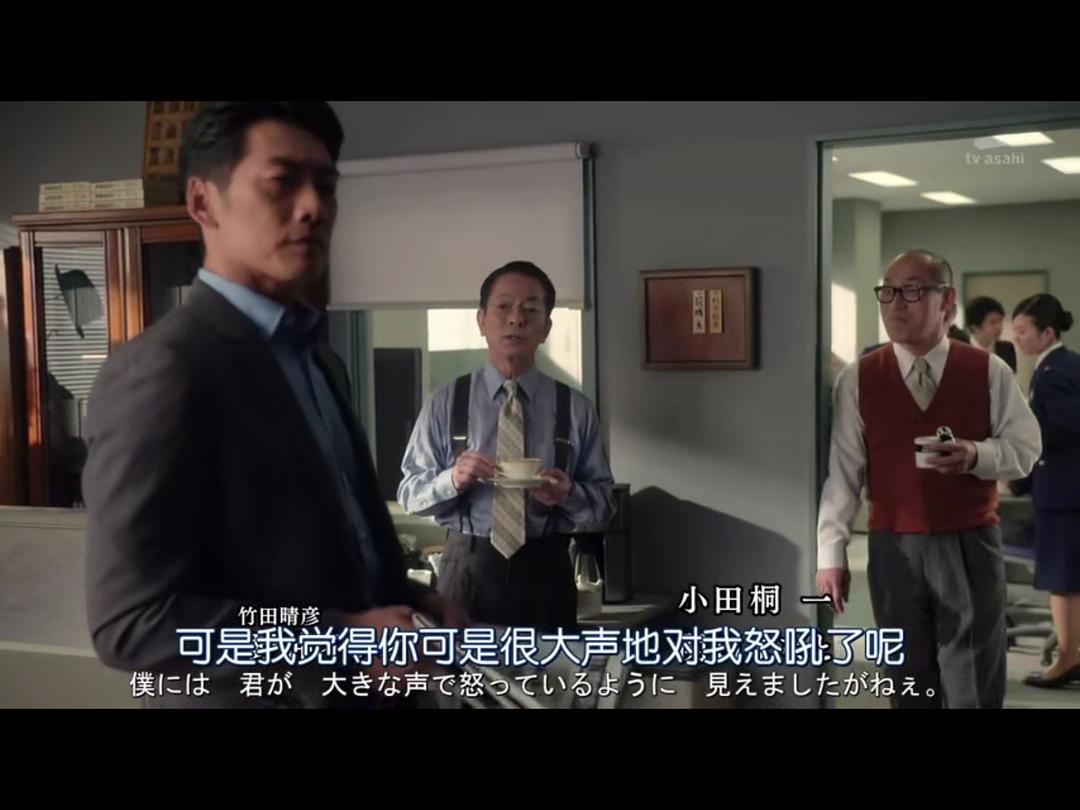 tv asahi
小田桐 一
竹田晴彦
可是我觉得你可是很大声地对我怒吼了呢
僕には 君が 大きな声で怒っているように 見えましたがねぇ。